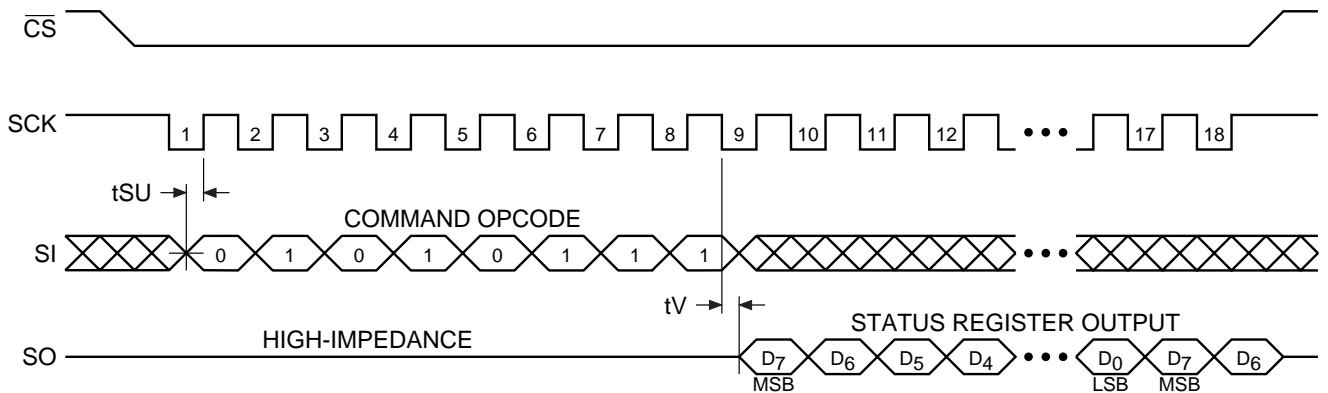 CS
SCK
1 2 3 4 5 6 7 8 9 10 11 12 17 18
tSU
COMMAND OPCODE
SI
0 1 0 1 0 1 1 1
tV
HIGH-IMPEDANCE
STATUS REGISTER OUTPUT
SO
D7 D6 D5 D4 D0 D7 D6
MSB LSB MSB